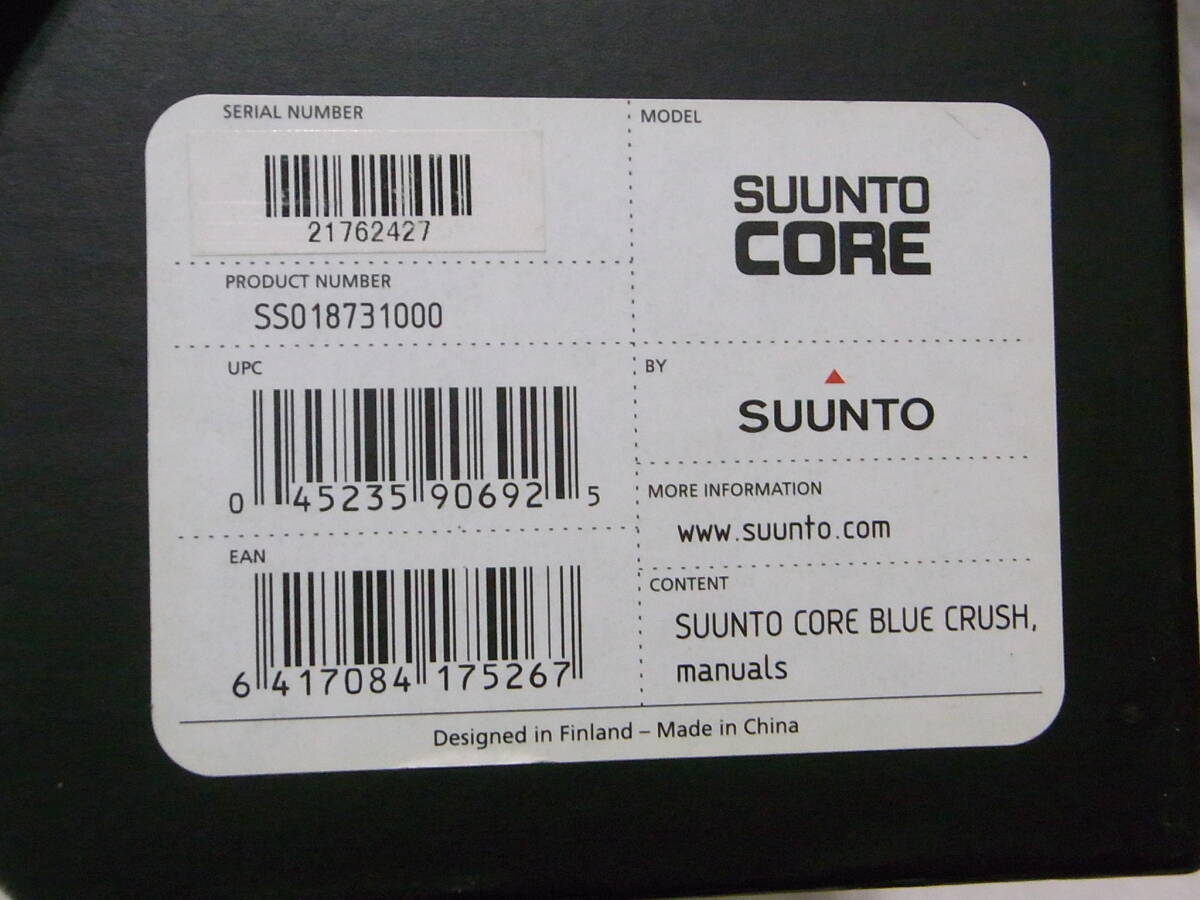 SERIAL NUMBER
21762427
PRODUCT NUMBER
SS018731000
UPC
0 45235 90692 5
EAN
6 417084 175267
MODEL
SUUNTO
CORE
BY
SUUNTO
MORE INFORMATION
www.suunto.com
CONTENT
SUUNTO CORE BLUE CRUSH,
manuals
Designed in Finland – Made in China